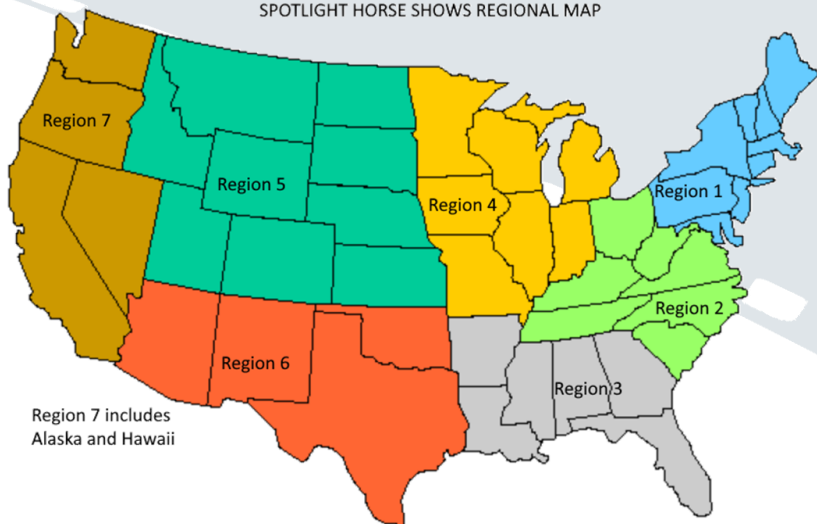 SPOTLIGHT HORSE SHOWS REGIONAL MAP
Region 7
Region 5
Region 4
Region 1
Region 2
Region 6
Region 3
Region 7 includes
Alaska and Hawaii